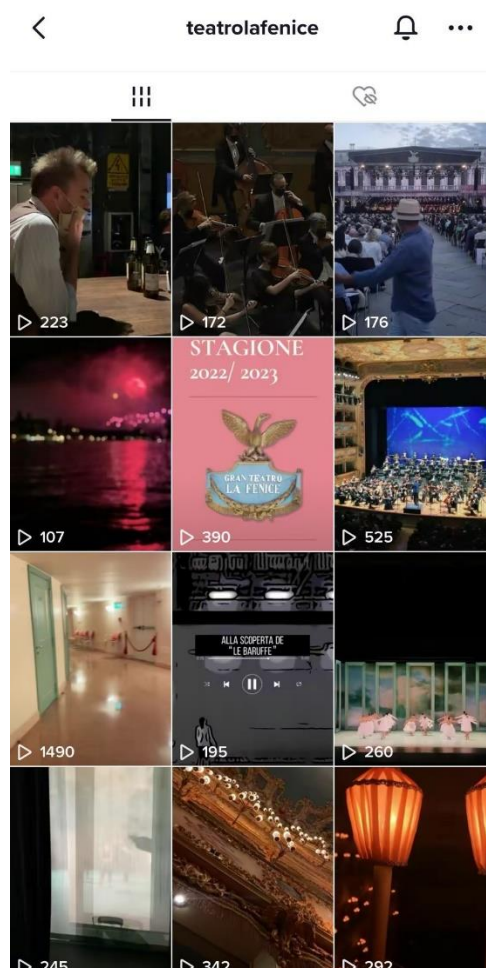 teatrolafenice
223
172
176
STAGIONE
2022/ 2023
GRAN TEATRO
LA FENICE
107
390
525
ALLA SCOPERTA DE
"LE BARUFFE"
1490
195
260
245
342
292